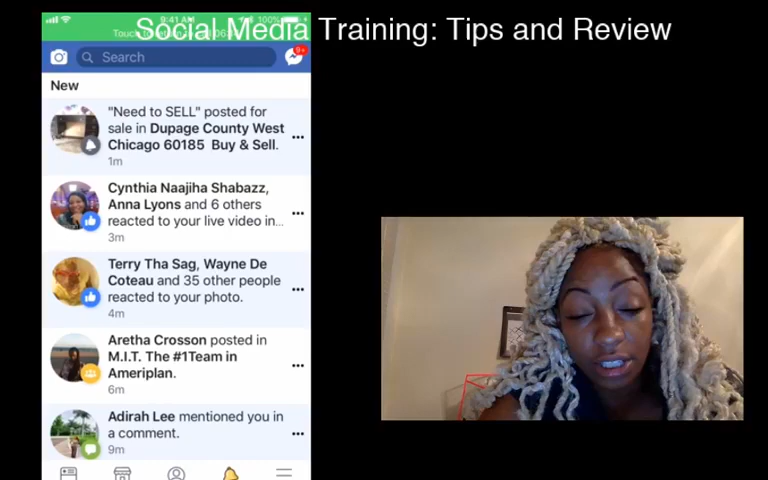 Social Media Training: Tips and Review
9:41 AM
100%
Search
9+
New
"Need to SELL" posted for
sale in Dupage County West
Chicago 60185 Buy & Sell.
1m
Cynthia Naajiha Shabazz,
Anna Lyons and 6 others
reacted to your live video in...
3m
Terry Tha Sag, Wayne De
Coteau and 35 other people
reacted to your photo.
4m
Aretha Crosson posted in
M.I.T. The #1Team in
Ameriplan.
6m
Adirah Lee mentioned you in
a comment.
9m